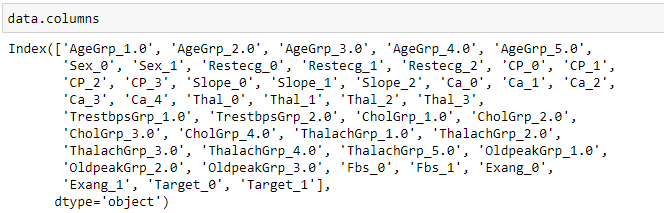 data.columns
Index(['AgeGrp_1.0', 'AgeGrp_2.0', 'AgeGrp_3.0', 'AgeGrp_4.0', 'AgeGrp_5.0',
'Sex_0', 'Sex_1', 'Restecg_0', 'Restecg_1', 'Restecg_2', 'CP_0', 'CP_1',
'CP_2', 'CP_3', 'Slope_0', 'Slope_1', 'Slope_2', 'Ca_0', 'Ca_1', 'Ca_2',
'Ca_3', 'Ca_4', 'Thal_0', 'Thal_1', 'Thal_2', 'Thal_3',
'TrestbpsGrp_1.0', 'TrestbpsGrp_2.0', 'CholGrp_1.0', 'CholGrp_2.0',
'CholGrp_3.0', 'CholGrp_4.0', 'ThalachGrp_1.0', 'ThalachGrp_2.0',
'ThalachGrp_3.0', 'ThalachGrp_4.0', 'ThalachGrp_5.0', 'OldpeakGrp_1.0',
'OldpeakGrp_2.0', 'OldpeakGrp_3.0', 'Fbs_0', 'Fbs_1', 'Exang_0',
'Exang_1', 'Target_0', 'Target_1'],
dtype='object')